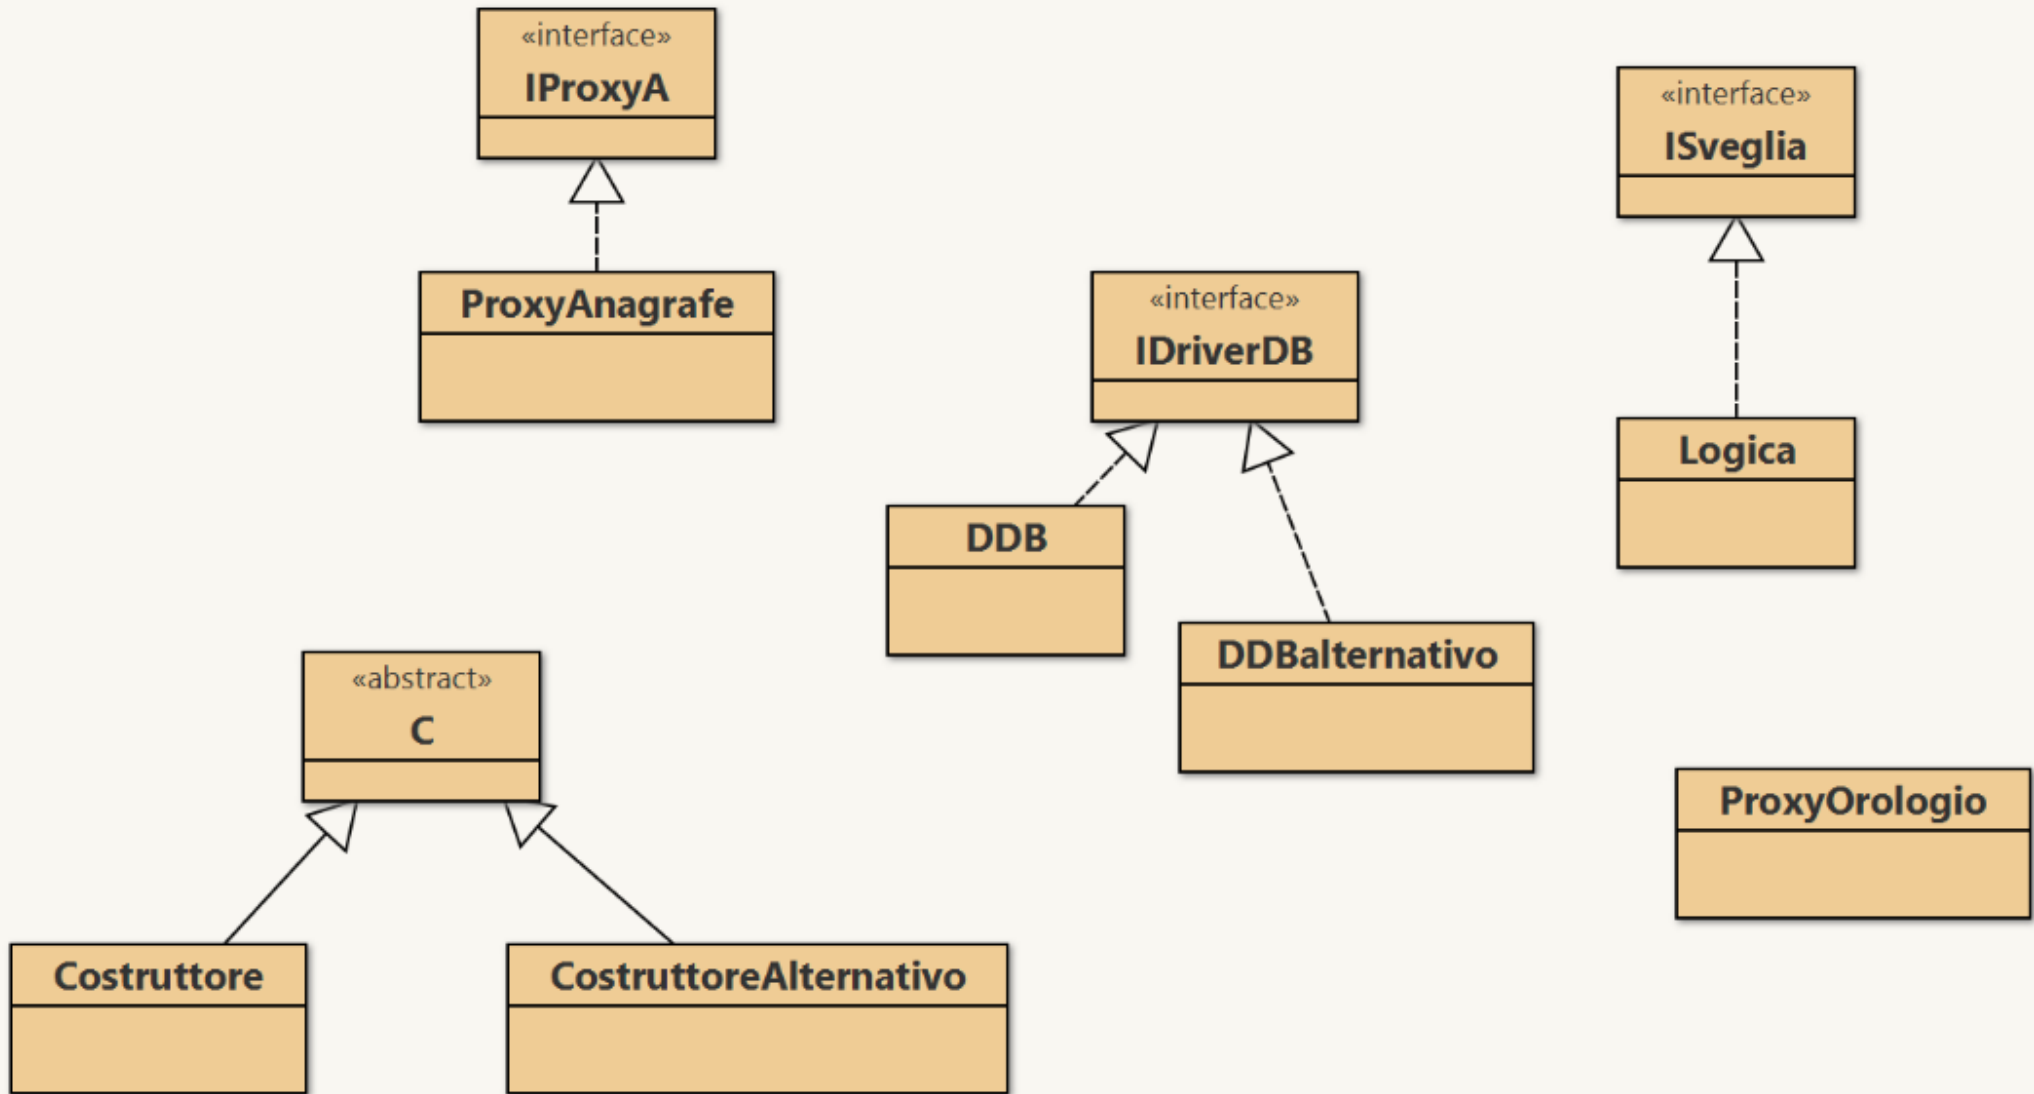 «interface»
IProxyA
«interface»
ISveglia
ProxyAnagrafe
«interface»
IDriverDB
Logica
DDB
DDBalternativo
«abstract»
C
ProxyOrologio
Costruttore
CostruttoreAlternativo